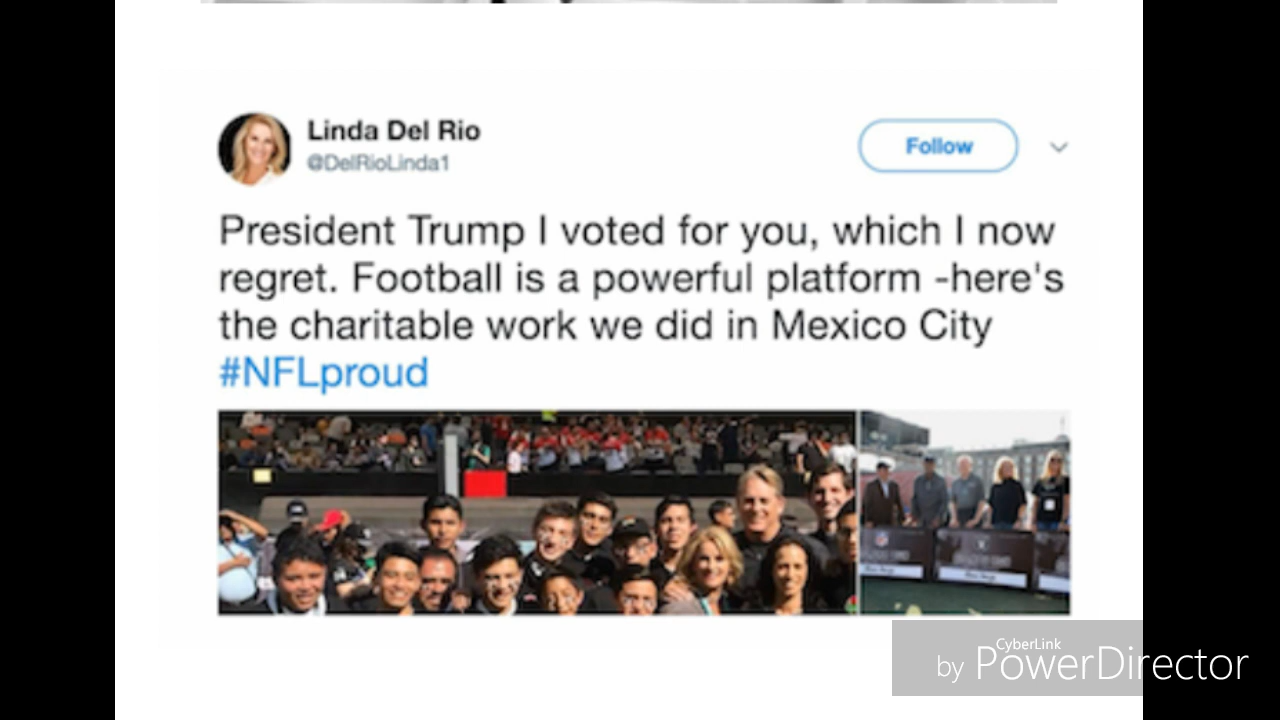 Linda Del Rio
@DelRioLinda1
Follow
President Trump I voted for you, which I now
regret. Football is a powerful platform -here's
the charitable work we did in Mexico City
#NFLproud
CyberLink
by PowerDirector